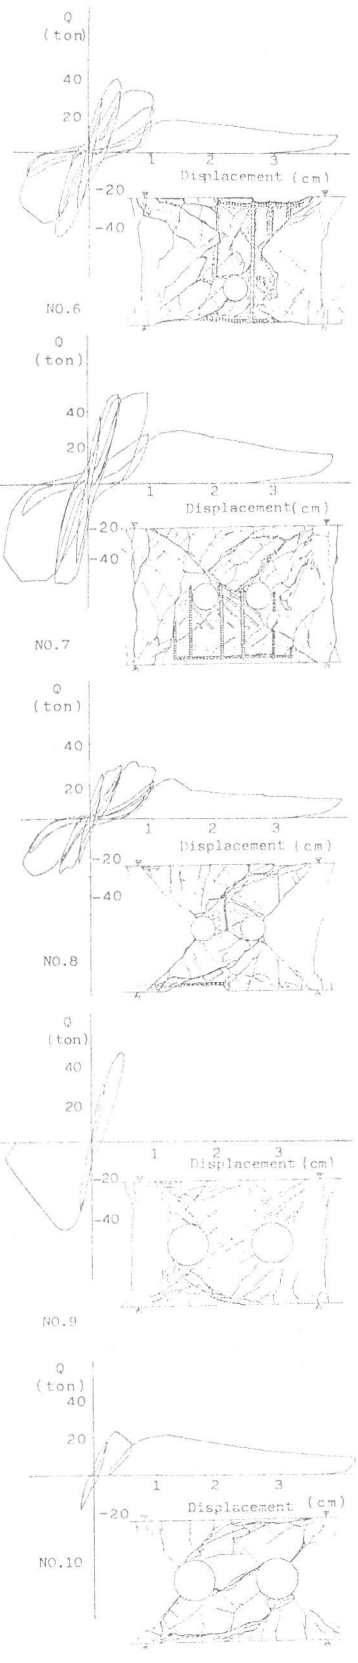 Q
(ton)
40
20
1 2 3
Displacement (cm)
-20
-40
NO.6
Q
(ton)
40
20
1 2 3
Displacement(cm)
-20
-40
NO.7
Q
(ton)
40
20
1 2 3
Displacement (cm)
-20
-40
NO.8
Q
(ton)
40
20
1 2 3
Displacement (cm)
-20
-40
NO.9
Q
(ton)
40
20
1 2 3
Displacement (cm)
-20
NO.10